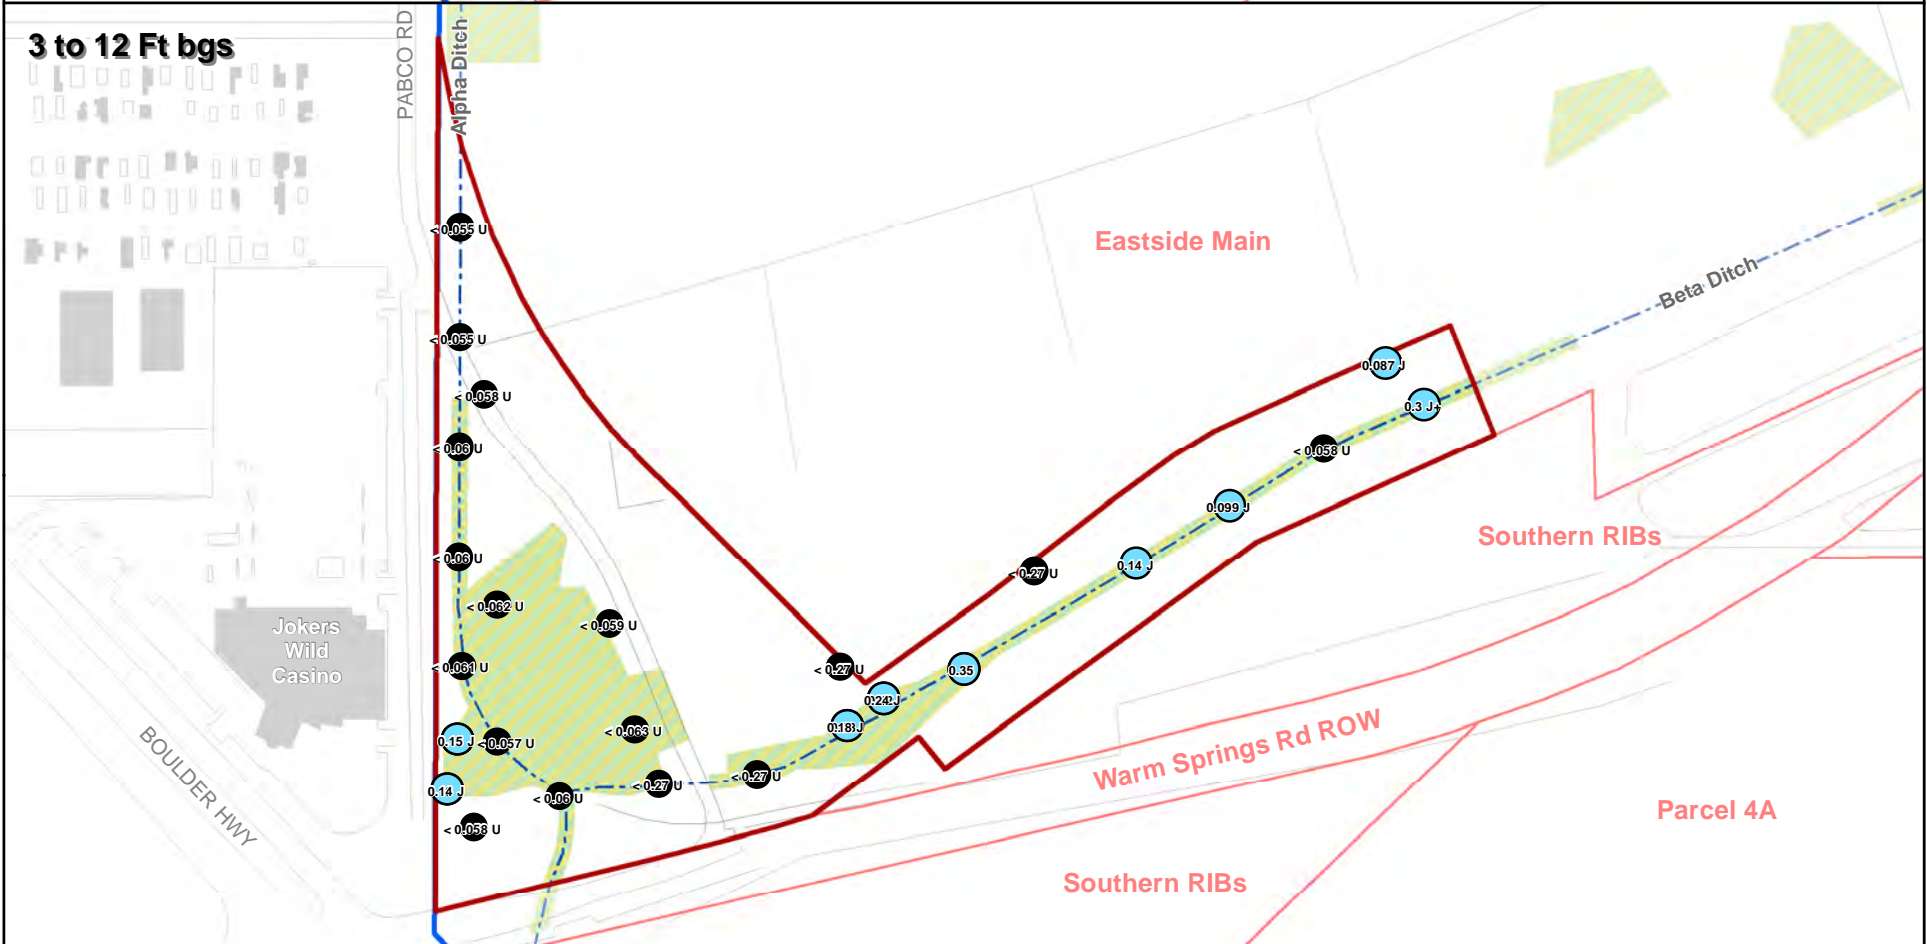 3 to 12 Ft bgs
PABCO RD
Alpha Ditch
< 0.055 U
Eastside Main
Beta Ditch
< 0.055 U
0.087 J
< 0.058 U
0.3 J+
< 0.06 U
< 0.058 U
0.099 J
Southern RIBs
< 0.06 U
0.14 J
< 0.27 U
< 0.062 U
< 0.059 U
Jokers
Wild
Casino
< 0.061 U
< 0.27 U
0.35
0.18 J
< 0.063 U
0.15 J
< 0.057 U
Warm Springs Rd ROW
< 0.27 U
< 0.27 U
0.14 J
< 0.06 U
BOULDER HWY
< 0.058 U
Parcel 4A
Southern RIBs